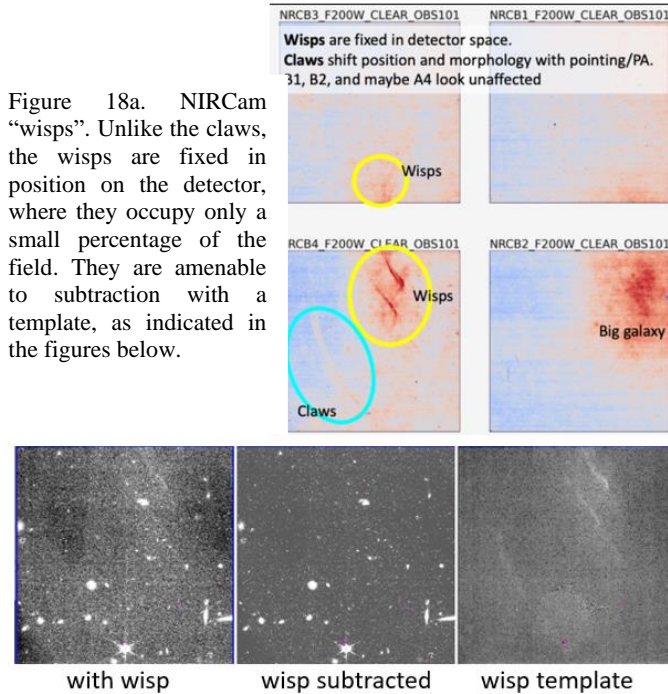 NRCB3_F200W_CLEAR_OBS101
NRCB1_F200W_CLEAR_OBS101
Wisps are fixed in detector space.
Claws shift position and morphology with pointing/PA.
B1, B2, and maybe A4 look unaffected
Figure 18a. NIRCam
“wisps”. Unlike the claws,
the wisps are fixed in
position on the detector,
where they occupy only a
small percentage of the
field. They are amenable
to subtraction with a
template, as indicated in
the figures below.
Wisps
RCB4_F200W_CLEAR_OBS101
NRCB2_F200W_CLEAR_OBS101
Wisps
Big galaxy
Claws
with wisp
wisp subtracted
wisp template